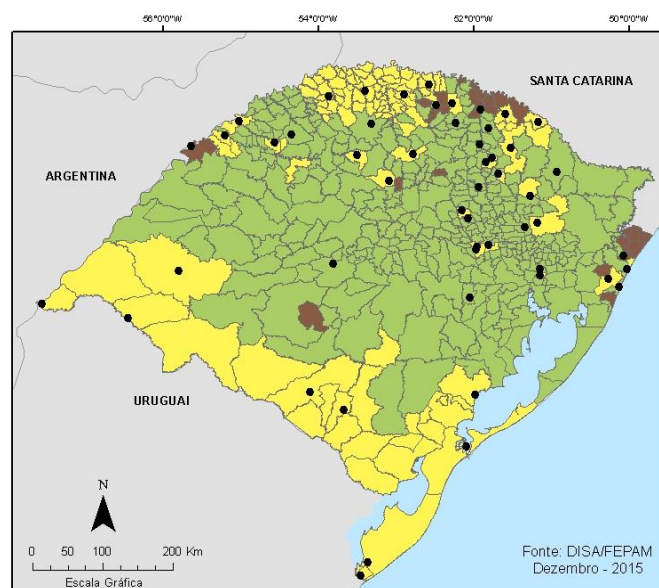 56°0'0"W 54°0'0"W 52°0'0"W 50°0'0"W
SANTA CATARINA
ARGENTINA
URUGUAI
N
0 50 100 200 Km
Escala Gráfica
Fonte: DISA/FEPAM
Dezembro - 2015